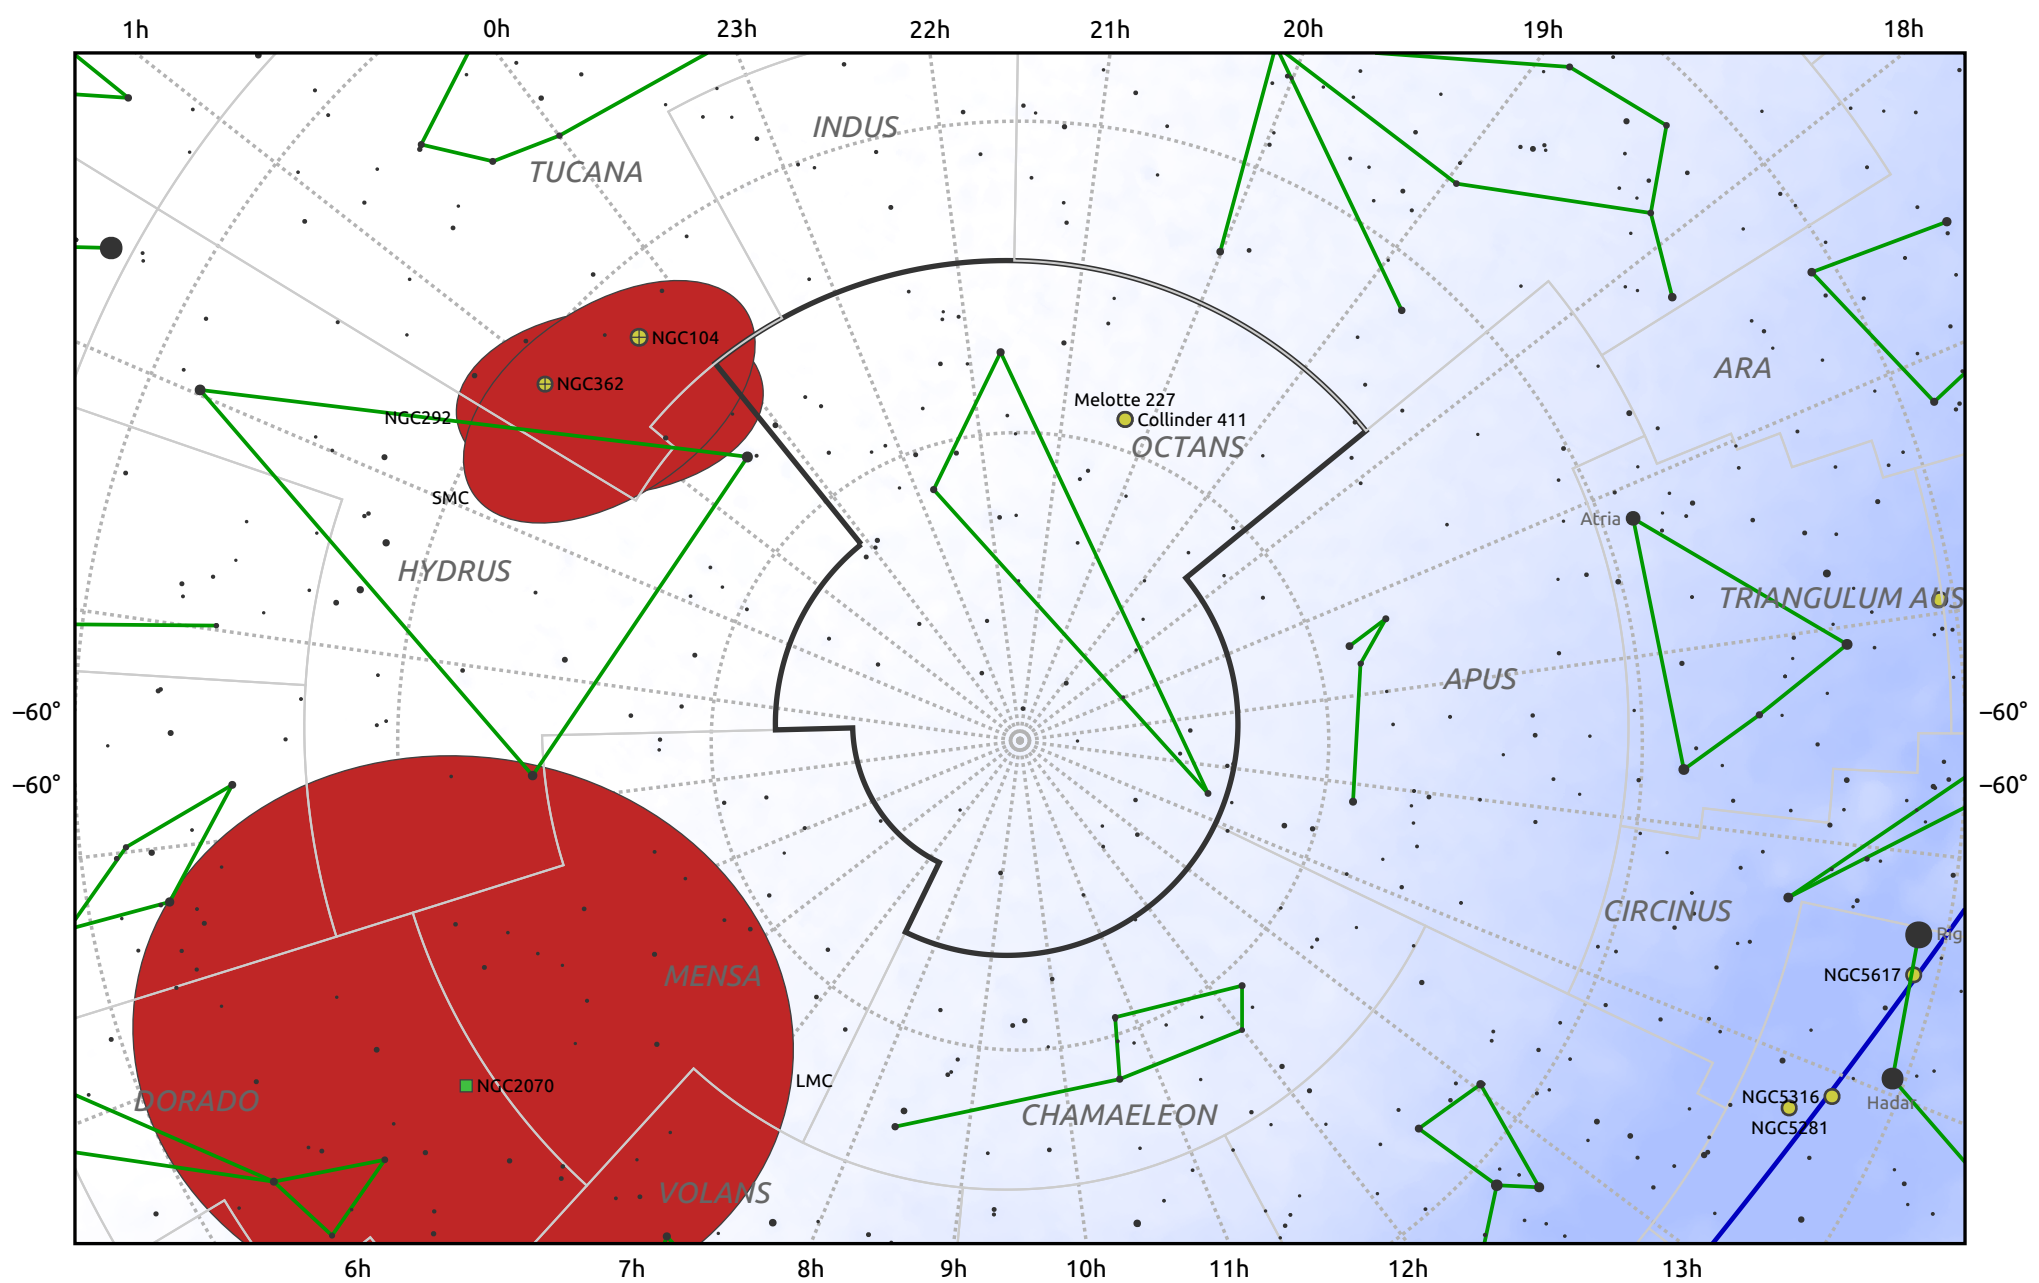 1h
0h
23h
22h
21h
20h
19h
18h
INDUS
TUCANA
NGC104
NGC362
NGC292
SMC
ARA
Melotte 227
Collinder 411
OCTANS
Atria
HYDRUS
TRIANGULUM AUS
APUS
−60°
−60°
−60°
−60°
CIRCINUS
Rig
NGC5617
MENSA
LMC
NGC2070
DORADO
CHAMAELEON
NGC5316
Hadar
NGC5281
VOLANS
6h
7h
8h
9h
10h
11h
12h
13h